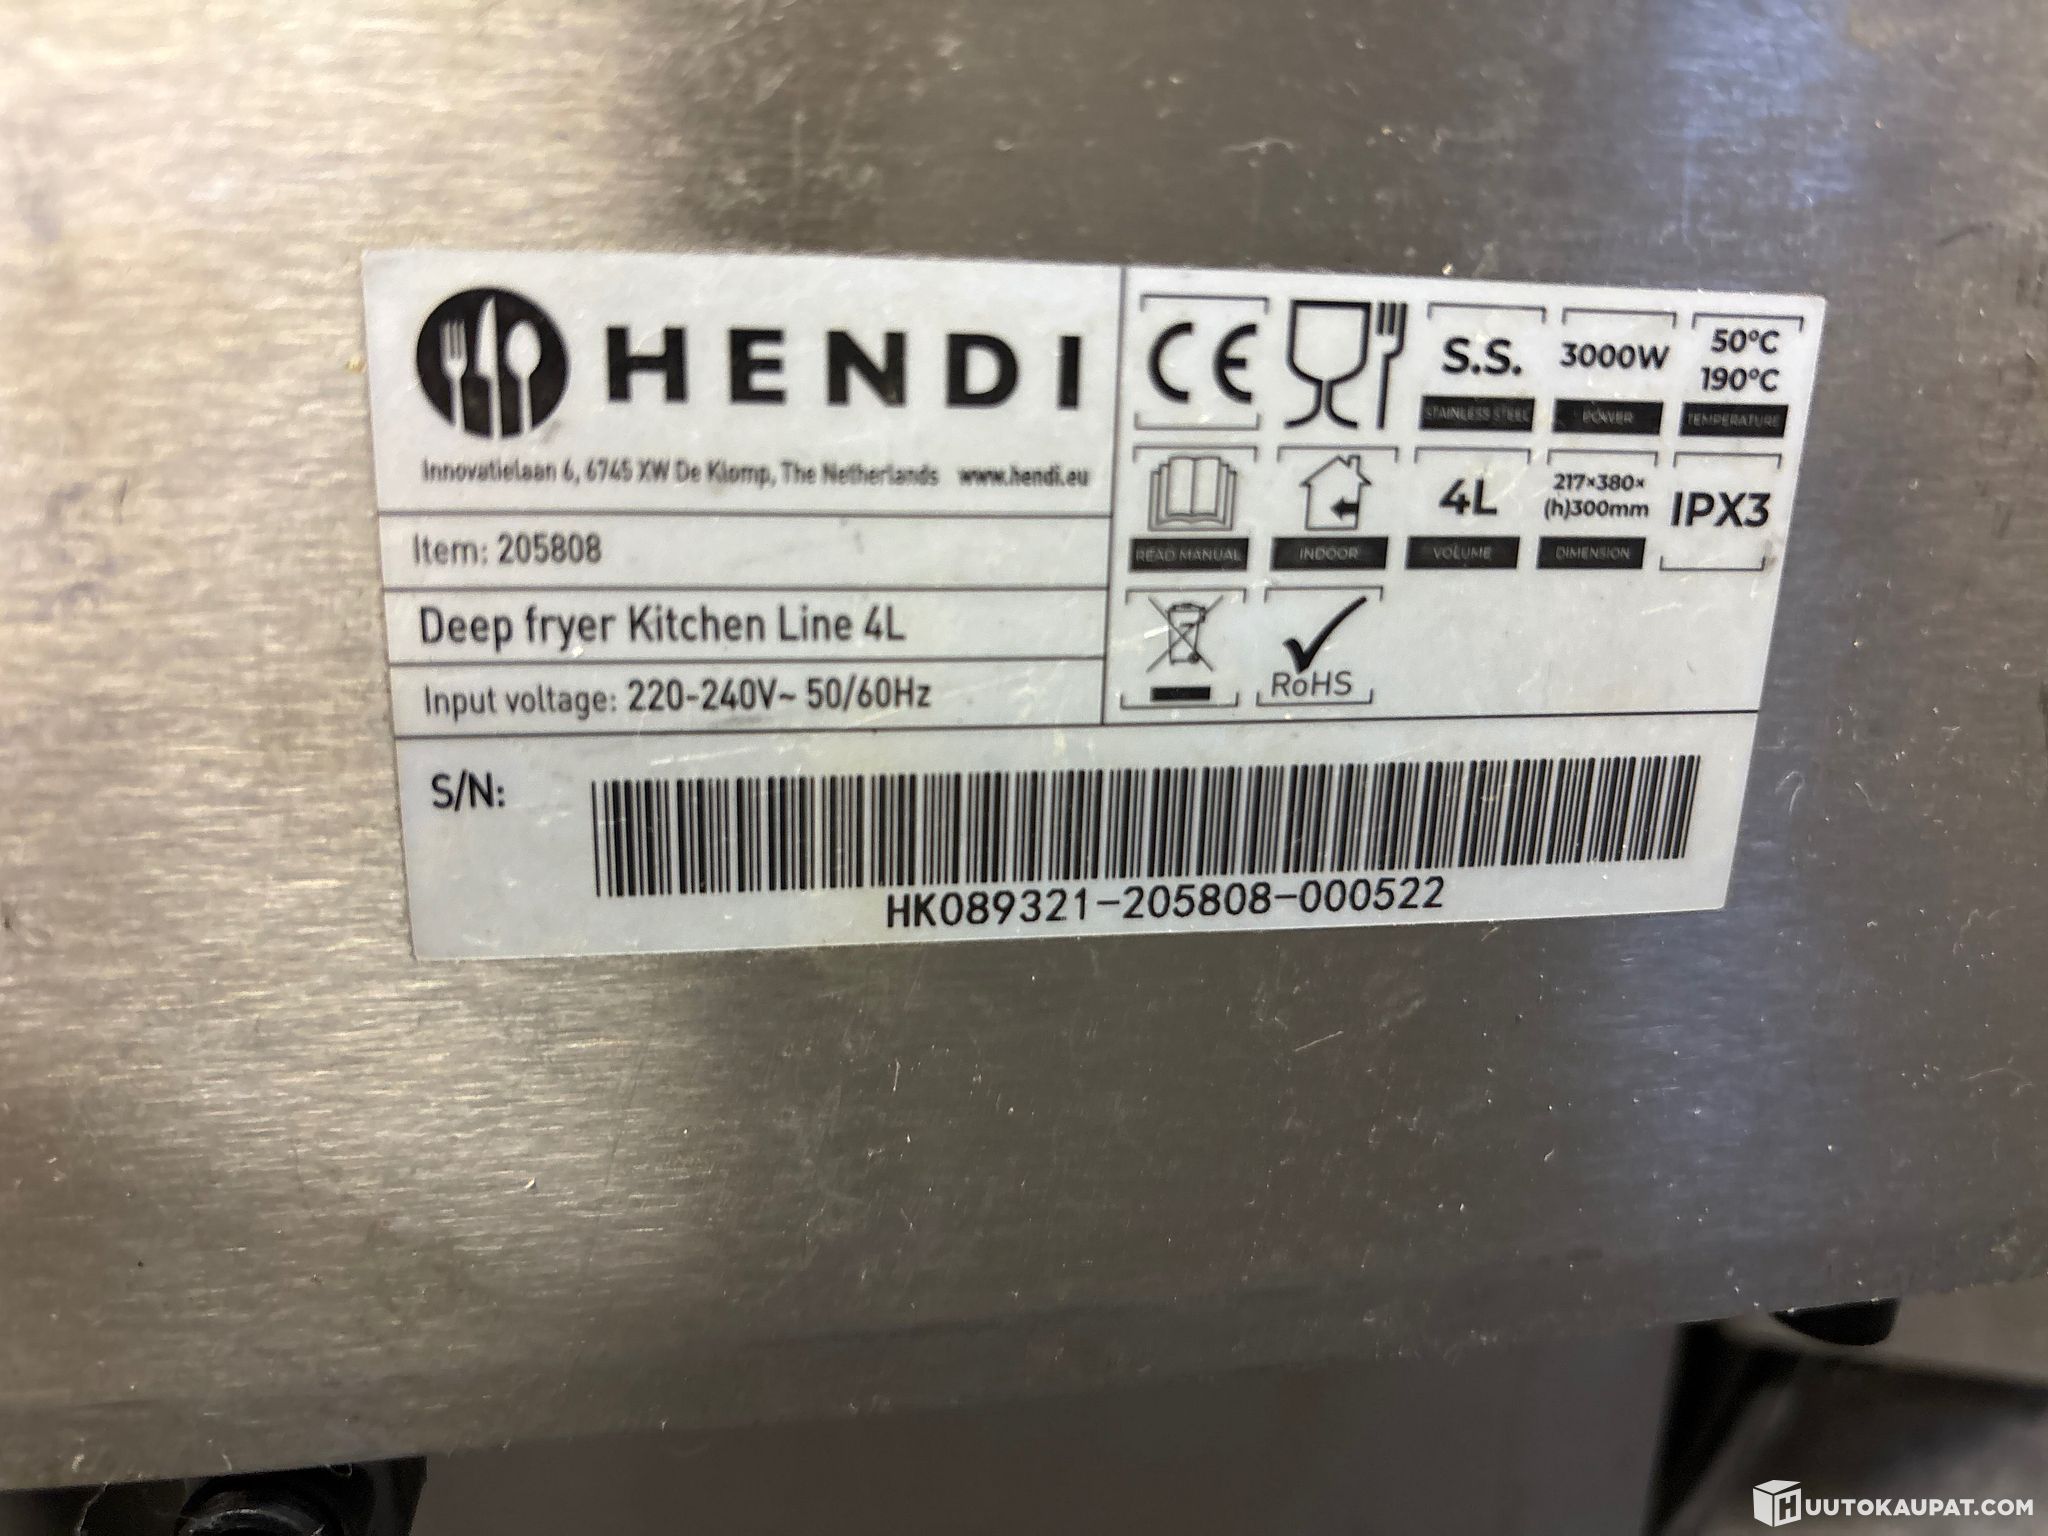 HENDI
Innovatielaan 6, 6745 XW De Klomp, The Netherlands www.hendi.eu
Item: 205808
Deep fryer Kitchen Line 4L
Input voltage: 220-240V~ 50/60Hz
CE
S.S.
STAINLESS STEEL
3000W
POWER
50°C
190°C
TEMPERATURE
READ MANUAL
INDOOR
4L
VOLUME
217×380×
(h)300mm
DIMENSION
IPX3
RoHS
S/N:
HK089321-205808-000522
HUUTOKAUPAT.COM